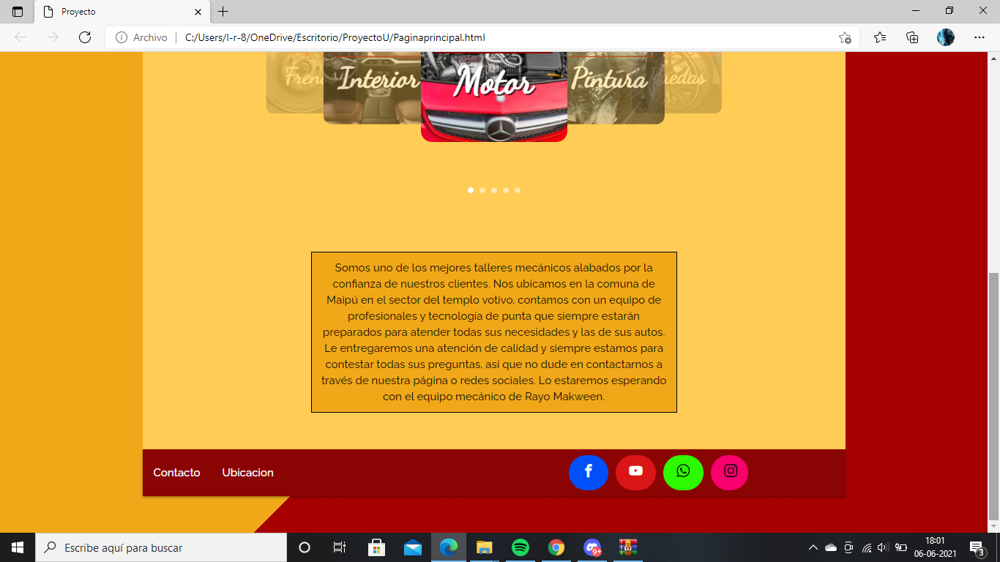 Proyecto
Archivo
C:/Users/I-r-8/OneDrive/Escritorio/ProyectoU/Paginaprincipal.html
Interior
Motor
Pintura
Somos uno de los mejores talleres mecánicos alabados por la
confianza de nuestros clientes. Nos ubicamos en la comuna de
Maipú en el sector del templo votivo, contamos con un equipo de
profesionales y tecnología de punta que siempre estarán
preparados para atender todas sus necesidades y las de sus autos.
Le entregaremos una atención de calidad y siempre estamos para
contestar todas sus preguntas, así que no dude en contactarnos a
través de nuestra página o redes sociales. Lo estaremos esperando
con el equipo mecánico de Rayo Makween.
Contacto Ubicacion
Escribe aquí para buscar
9+
18:01
06-06-2021
3